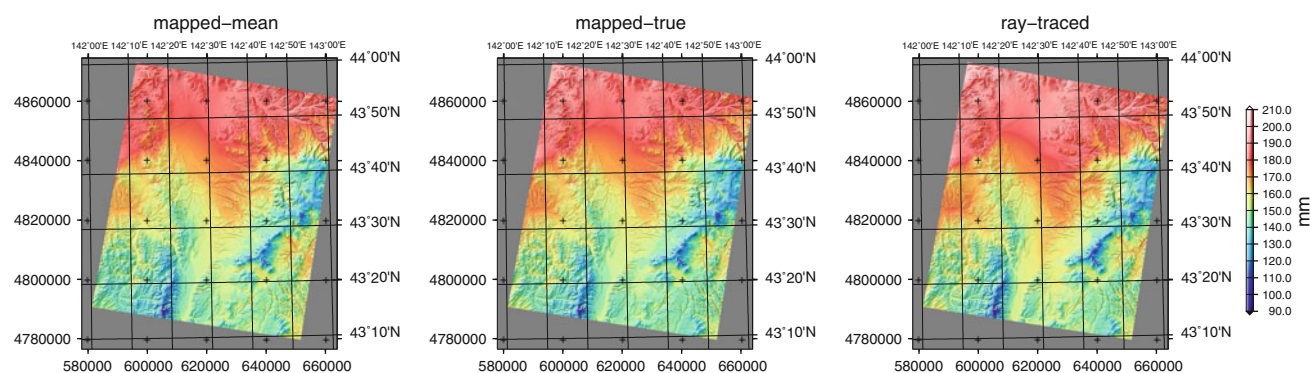 mapped−mean
142˚00'E 142˚10'E 142˚20'E 142˚30'E 142˚40'E 142˚50'E 143˚00'E
44˚00'N
4860000
43˚50'N
4840000
43˚40'N
4820000
43˚30'N
4800000
43˚20'N
4780000
43˚10'N
580000 600000 620000 640000 660000
mapped−true
142˚00'E 142˚10'E 142˚20'E 142˚30'E 142˚40'E 142˚50'E 143˚00'E
44˚00'N
4860000
43˚50'N
4840000
43˚40'N
4820000
43˚30'N
4800000
43˚20'N
4780000
43˚10'N
580000 600000 620000 640000 660000
ray−traced
142˚00'E 142˚10'E 142˚20'E 142˚30'E 142˚40'E 142˚50'E 143˚00'E
44˚00'N
4860000
43˚50'N
4840000
43˚40'N
4820000
43˚30'N
4800000
43˚20'N
4780000
43˚10'N
580000 600000 620000 640000 660000
210.0
200.0
190.0
180.0
170.0
160.0
150.0
140.0
130.0
120.0
110.0
100.0
90.0
mm